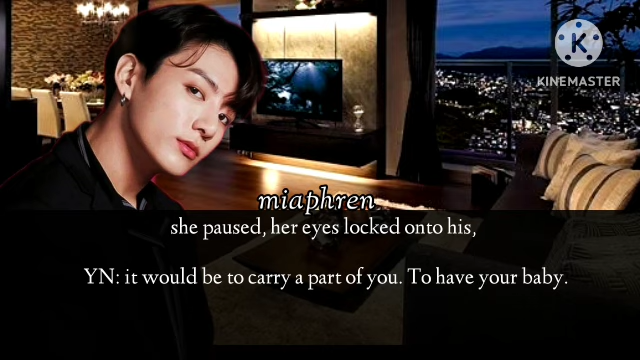 KINEMASTER
miaphren
she paused, her eyes locked onto his,
YN: it would be to carry a part of you. To have your baby.